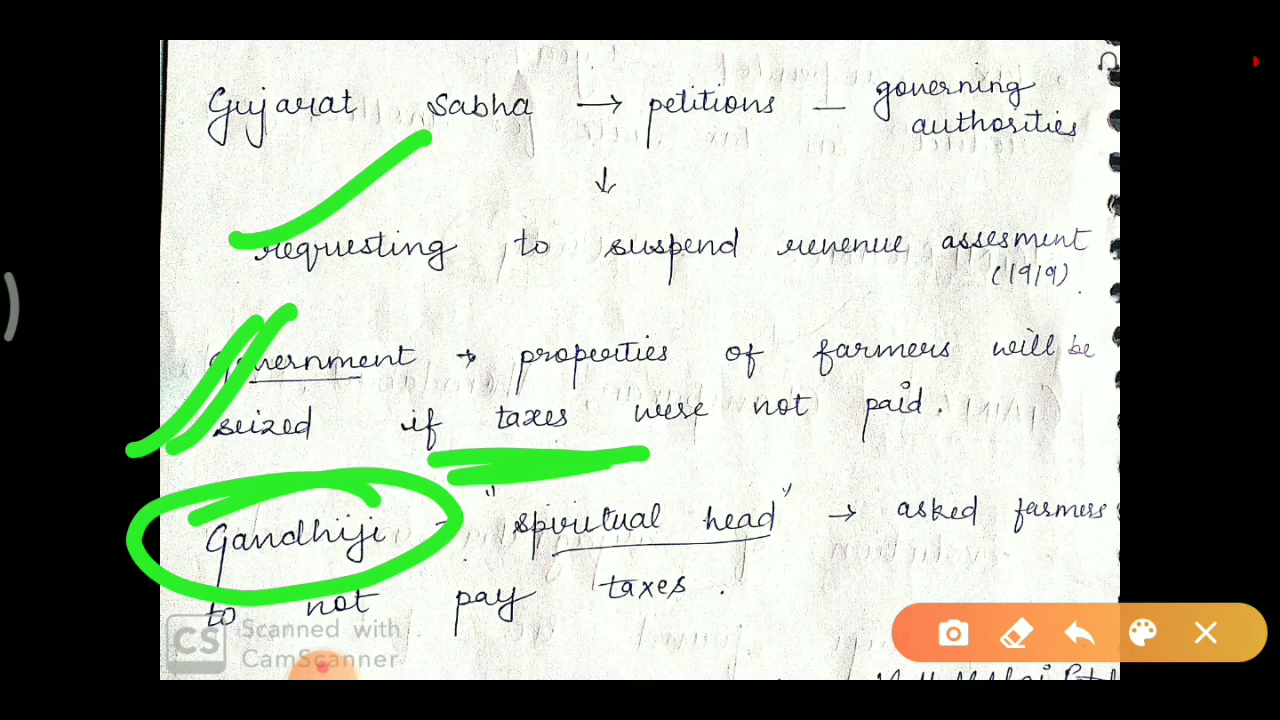 Gujarat Sabha → petitions — governing
authorities
↓
requesting to suspend revenue assesment
(1919).
government → properties of farmers will be
seized if taxes were not paid.
Gandhiji - "spiritual head" → asked farmers
to not pay taxes.
CS Scanned with
CamScanner